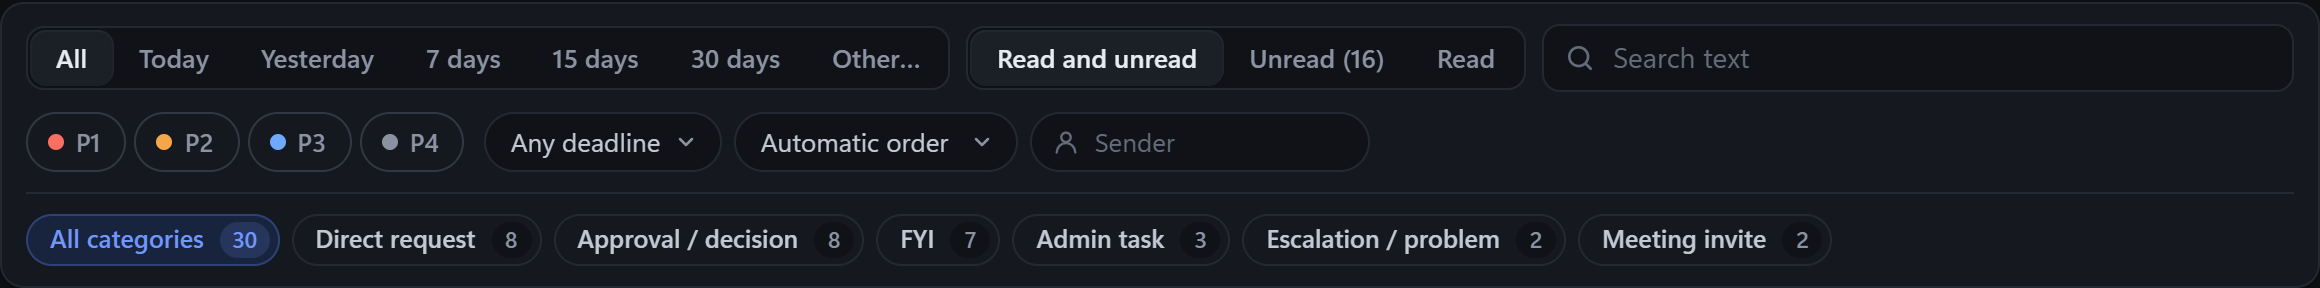 All Today Yesterday 7 days 15 days 30 days Other... Read and unread Unread (16) Read Search text
P1 P2 P3 P4 Any deadline Automatic order Sender
All categories 30 Direct request 8 Approval / decision 8 FYI 7 Admin task 3 Escalation / problem 2 Meeting invite 2